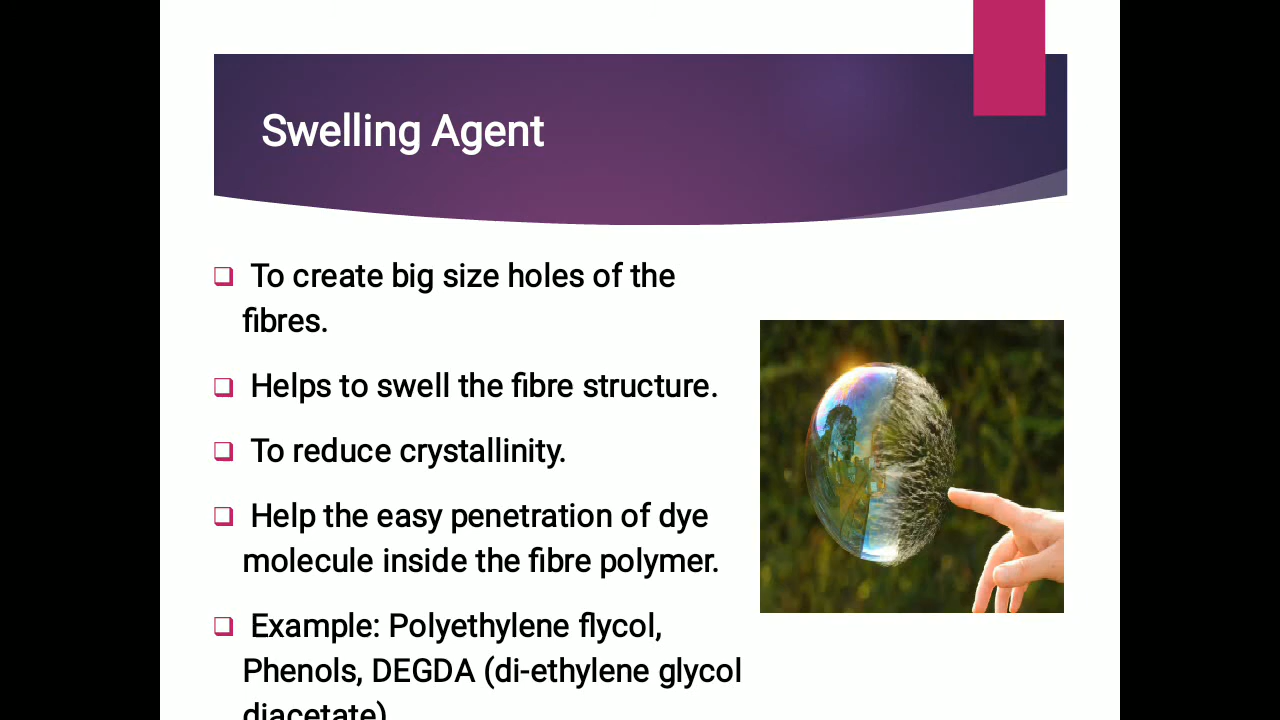 Swelling Agent
To create big size holes of the
fibres.
Helps to swell the fibre structure.
To reduce crystallinity.
Help the easy penetration of dye
molecule inside the fibre polymer.
Example: Polyethylene flycol,
Phenols, DEGDA (di-ethylene glycol
diacetate)